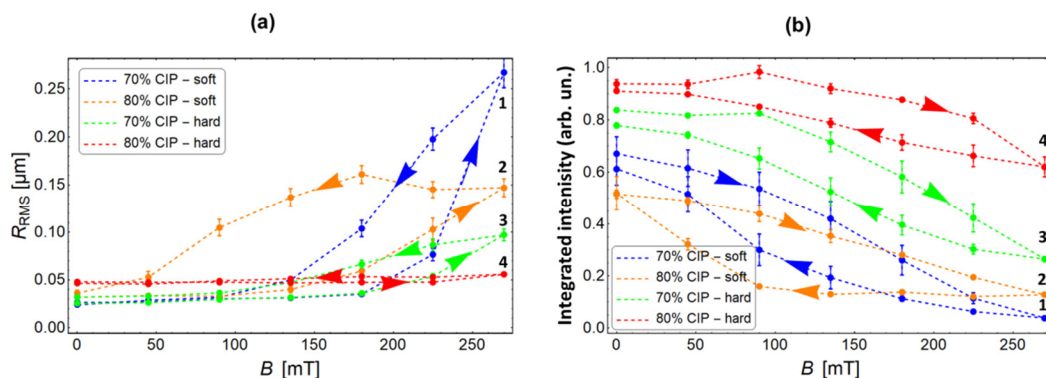 (a)
(b)
0.25
0.20
0.15
0.10
0.05
0.00
R_RMS [μm]
70% CIP – soft
80% CIP – soft
70% CIP – hard
80% CIP – hard
1
2
3
4
0 50 100 150 200 250
B [mT]
1.0
0.8
0.6
0.4
0.2
0.0
Integrated intenisity (arb. un.)
4
3
2
1
70% CIP – soft
80% CIP – soft
70% CIP – hard
80% CIP – hard
0 50 100 150 200 250
B [mT]